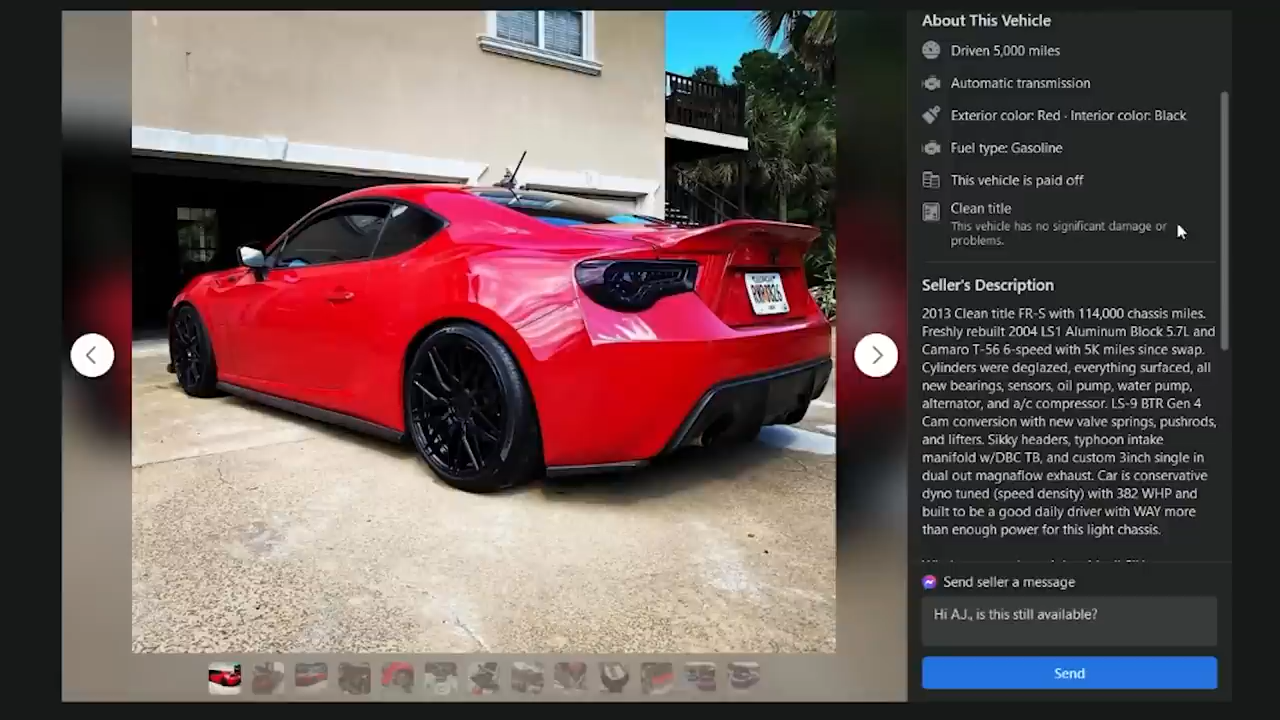 About This Vehicle
Driven 5,000 miles
Automatic transmission
Exterior color: Red · Interior color: Black
Fuel type: Gasoline
This vehicle is paid off
Clean title
This vehicle has no significant damage or
problems.
Seller's Description
2013 Clean title FR-S with 114,000 chassis miles.
Freshly rebuilt 2004 LS1 Aluminum Block 5.7L and
Camaro T-56 6-speed with 5K miles since swap.
Cylinders were deglazed, everything surfaced, all
new bearings, sensors, oil pump, water pump,
alternator, and a/c compressor. LS-9 BTR Gen 4
Cam conversion with new valve springs, pushrods,
and lifters. Sikky headers, typhoon intake
manifold w/DBC TB, and custom 3inch single in
dual out magnaflow exhaust. Car is conservative
dyno tuned (speed density) with 382 WHP and
built to be a good daily driver with WAY more
than enough power for this light chassis.
Send seller a message
Hi A.J., is this still available?
Send